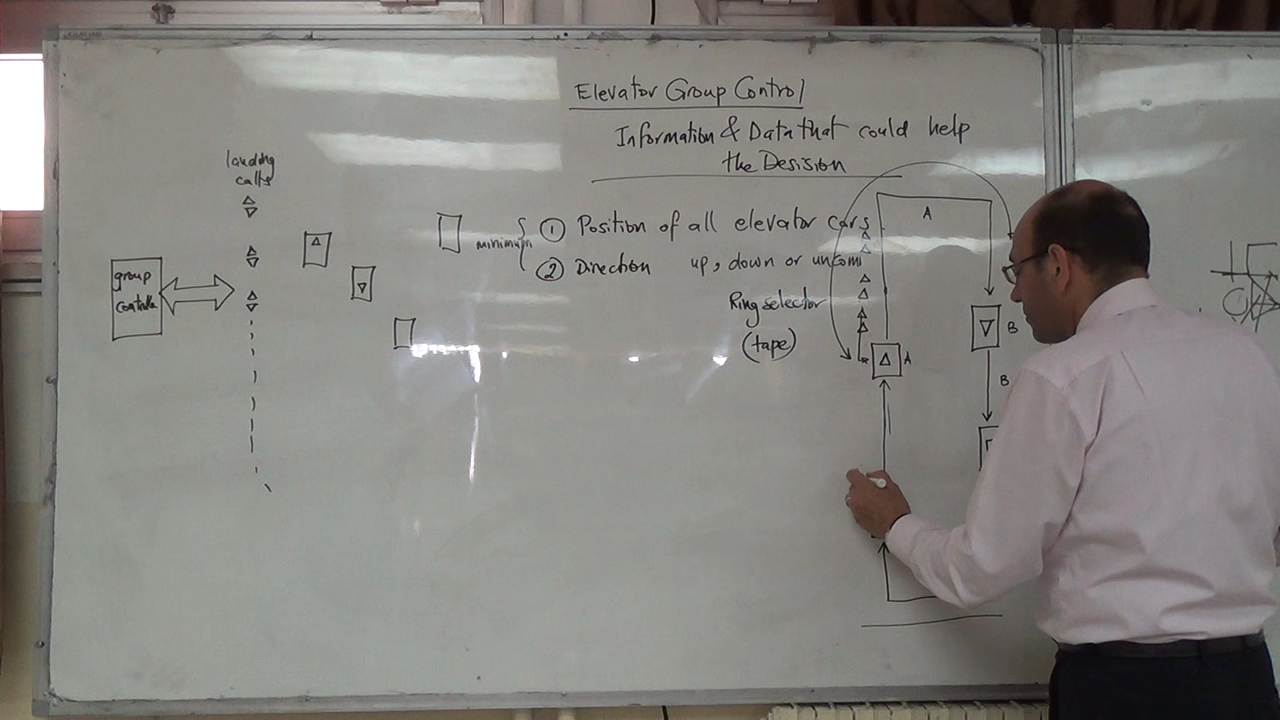 Elevator Group Control
Information & Data that could help
the Desision
landing
calls
group
controlle
minimum
① Position of all elevator cars
② Direction up, down or uncomi
Ring selector
(tape)
A
A
B
B